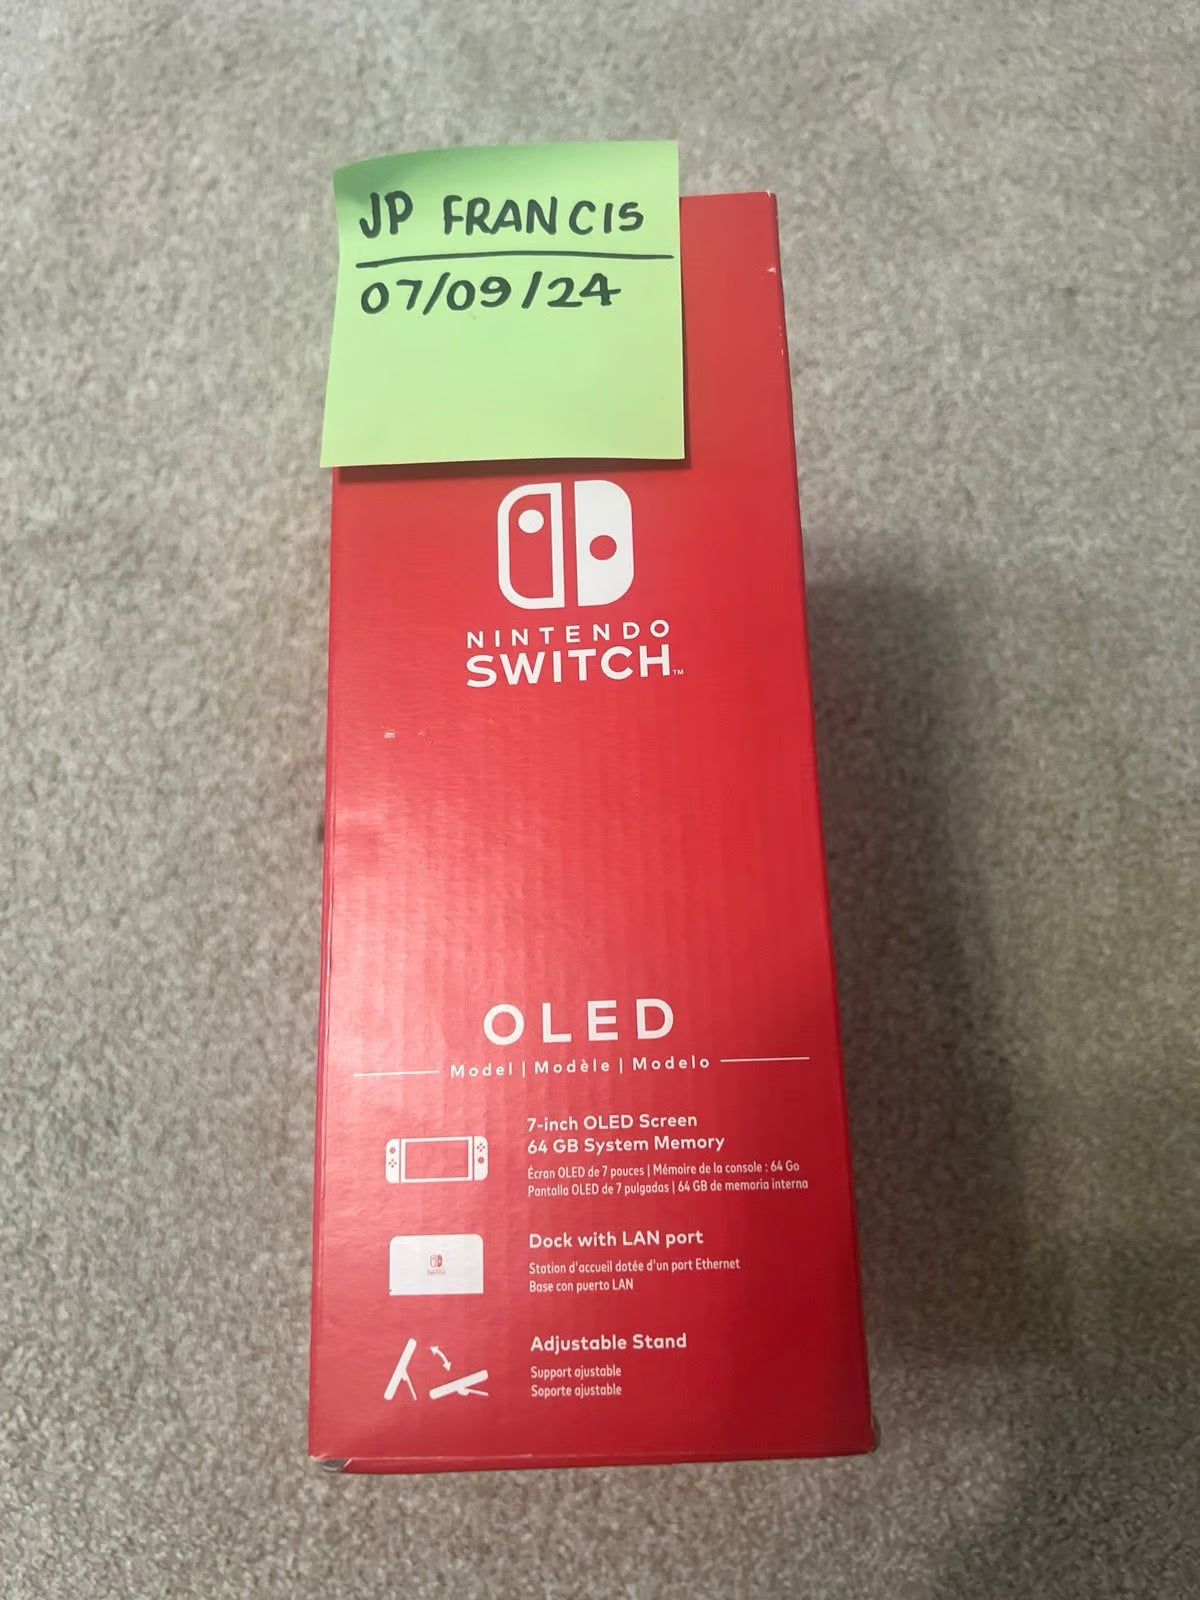 JP FRANCIS
07/09/24
NINTENDO
SWITCH™
OLED
Model | Modèle | Modelo
7-inch OLED Screen
64 GB System Memory
Écran OLED de 7 pouces | Mémoire de la console : 64 Go
Pantalla OLED de 7 pulgadas | 64 GB de memoria interna
Dock with LAN port
Station d'accueil dotée d'un port Ethernet
Base con puerto LAN
Adjustable Stand
Support ajustable
Soporte ajustable